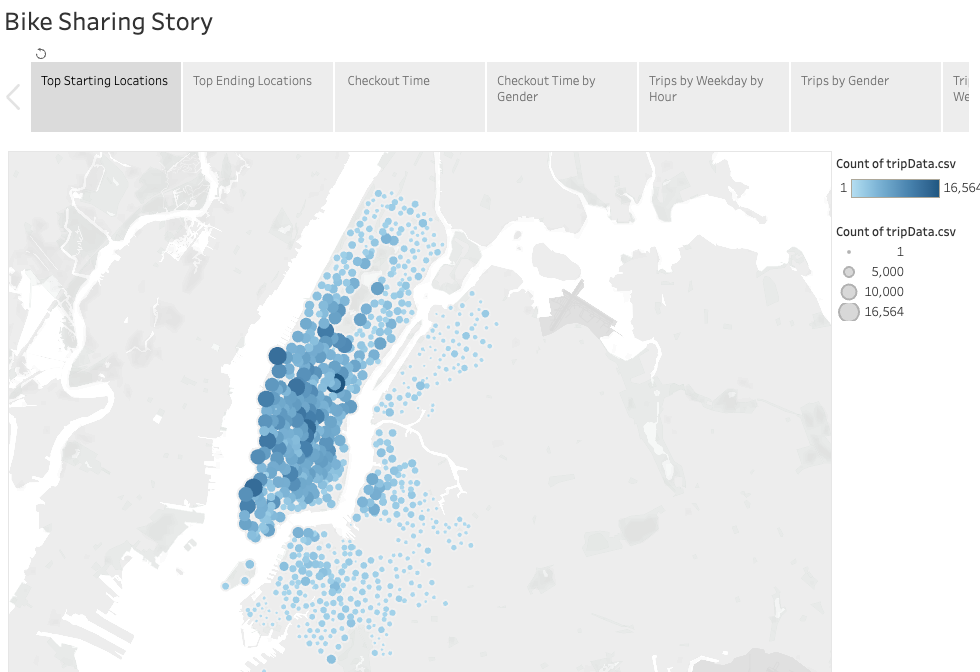 Bike Sharing Story
Top Starting Locations
Top Ending Locations
Checkout Time
Checkout Time by
Gender
Trips by Weekday by
Hour
Trips by Gender
Count of tripData.csv
1 16,564
Count of tripData.csv
1
5,000
10,000
16,564